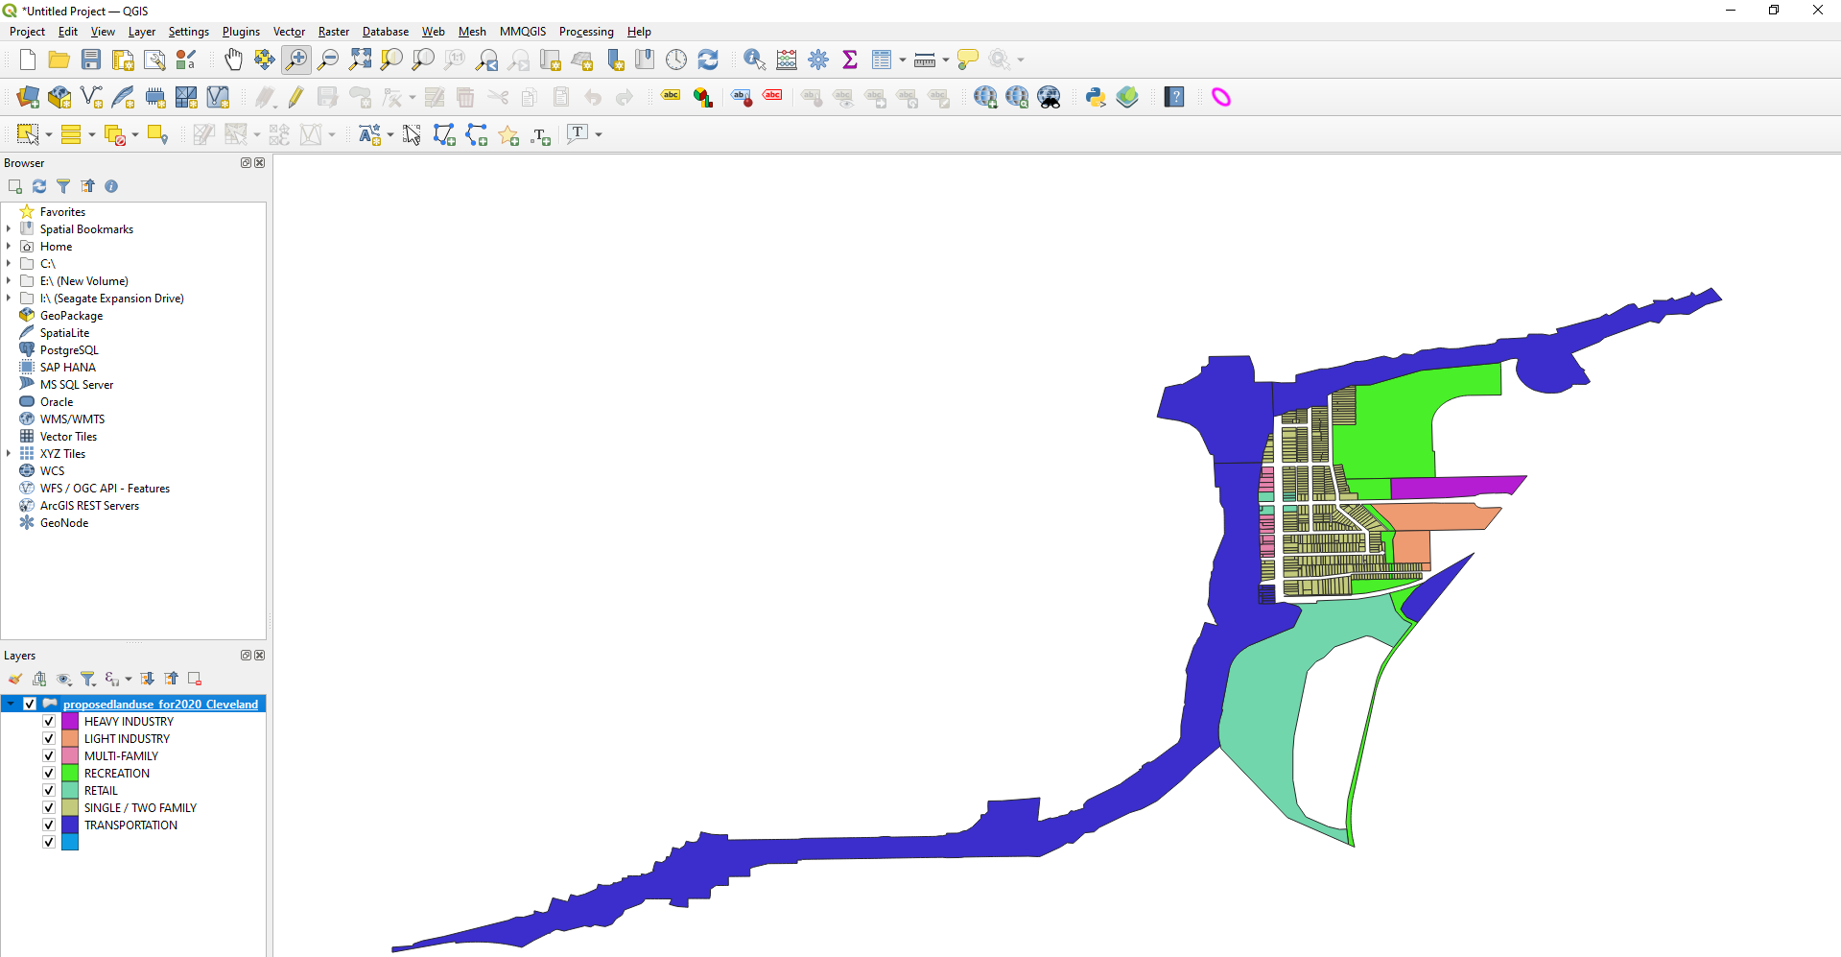 *Untitled Project — QGIS
Project Edit View Layer Settings Plugins Vector Raster Database Web Mesh MMQGIS Processing Help
abc abc abc
T T
Browser
Favorites
Spatial Bookmarks
Home
C:\
E:\ (New Volume)
I:\ (Seagate Expansion Drive)
GeoPackage
SpatiaLite
PostgreSQL
SAP HANA
MS SQL Server
Oracle
WMS/WMTS
Vector Tiles
XYZ Tiles
WCS
WFS / OGC API - Features
ArcGIS REST Servers
GeoNode
Layers
proposedlanduse_for2020_Cleveland
HEAVY INDUSTRY
LIGHT INDUSTRY
MULTI-FAMILY
RECREATION
RETAIL
SINGLE / TWO FAMILY
TRANSPORTATION